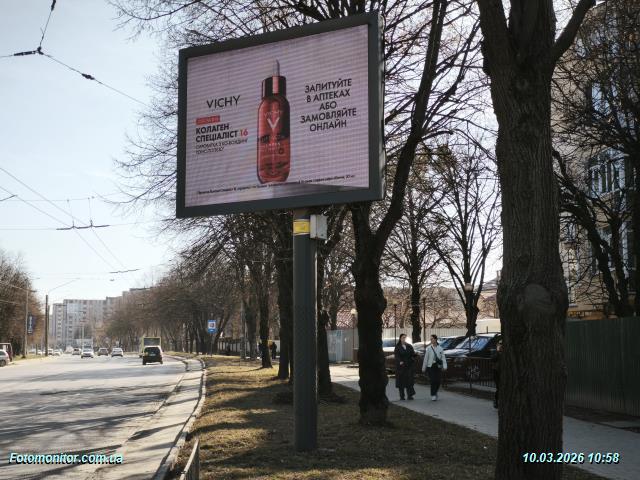 VICHY
КОЛАГЕН
СПЕЦІАЛІСТ 16
ЗАПИТУЙТЕ
В АПТЕКАХ
АБО
ЗАМОВЛЯЙТЕ
ОНЛАЙН
Fotomonitor.com.ua
10.03.2026 10:58